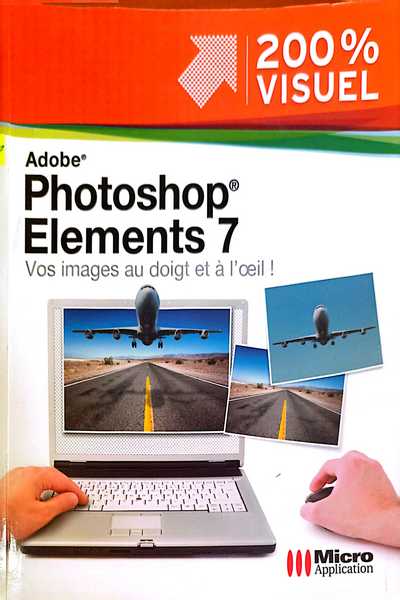 200%
VISUEL
Adobe®
Photoshop®
Elements 7
Vos images au doigt et à l'œil !
Micro
Application